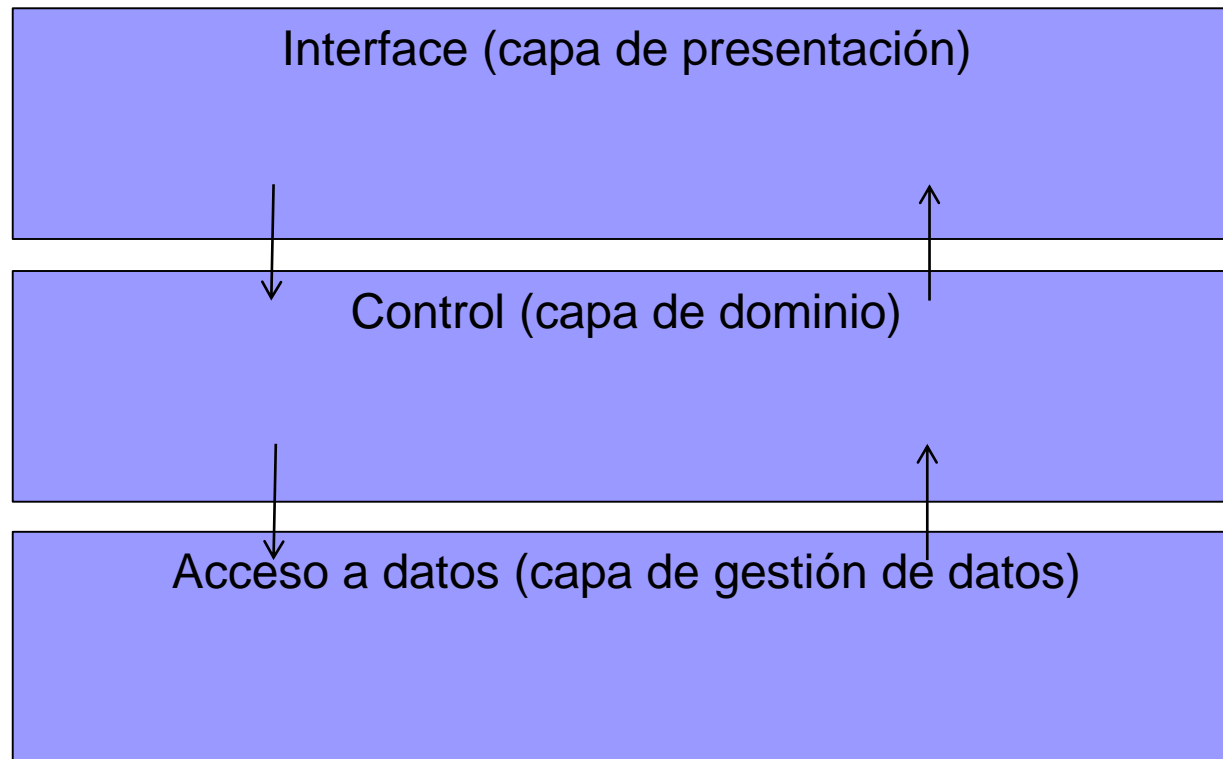 Interface (capa de presentación)
Control (capa de dominio)
Acceso a datos (capa de gestión de datos)